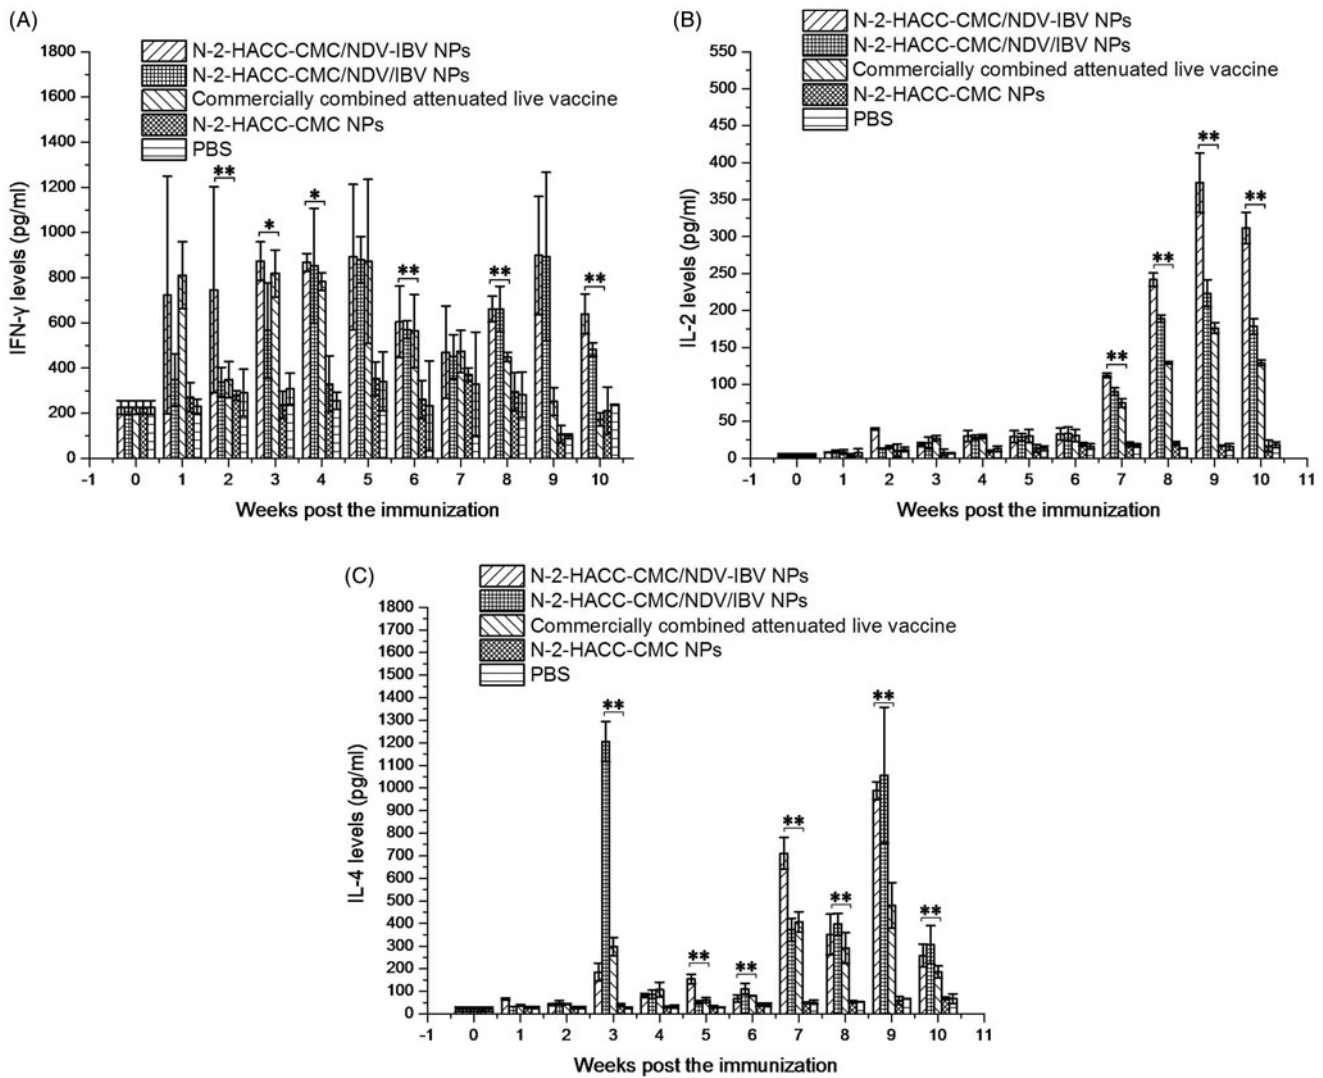 (A)
N-2-HACC-CMC/NDV-IBV NPs
N-2-HACC-CMC/NDV/IBV NPs
Commercially combined attenuated live vaccine
N-2-HACC-CMC NPs
PBS
IFN-γ levels (pg/ml)
1800
1600
1400
1200
1000
800
600
400
200
0
** * * ** ** **
-1 0 1 2 3 4 5 6 7 8 9 10
Weeks post the immunization
(B)
N-2-HACC-CMC/NDV-IBV NPs
N-2-HACC-CMC/NDV/IBV NPs
Commercially combined attenuated live vaccine
N-2-HACC-CMC NPs
PBS
IL-2 levels (pg/ml)
550
500
450
400
350
300
250
200
150
100
50
0
** ** ** **
-1 0 1 2 3 4 5 6 7 8 9 10 11
Weeks post the immunization
(C)
N-2-HACC-CMC/NDV-IBV NPs
N-2-HACC-CMC/NDV/IBV NPs
Commercially combined attenuated live vaccine
N-2-HACC-CMC NPs
PBS
IL-4 levels (pg/ml)
1800
1700
1600
1500
1400
1300
1200
1100
1000
900
800
700
600
500
400
300
200
100
0
** ** ** ** ** ** **
-1 0 1 2 3 4 5 6 7 8 9 10 11
Weeks post the immunization